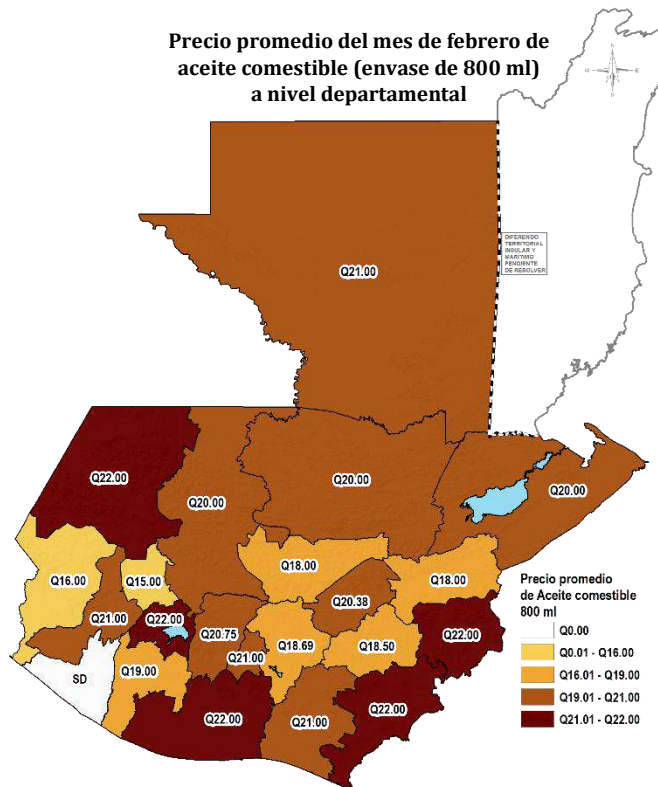 Precio promedio del mes de febrero de
aceite comestible (envase de 800 ml)
a nivel departamental
N
W
E
S
DIFERENDO
TERRITORIAL
INSULAR Y
MARÍTIMO
PENDIENTE
DE RESOLVER
Q21.00
Q22.00
Q20.00
Q20.00
Q20.00
Q16.00
Q15.00
Q18.00
Q18.00
Q21.00
Q22.00
Q20.75
Q20.38
Q21.00
Q18.69
Q18.50
Q22.00
SD
Q19.00
Q22.00
Q21.00
Q22.00
Precio promedio
de Aceite comestible
800 ml
Q0.00
Q0.01 - Q16.00
Q16.01 - Q19.00
Q19.01 - Q21.00
Q21.01 - Q22.00